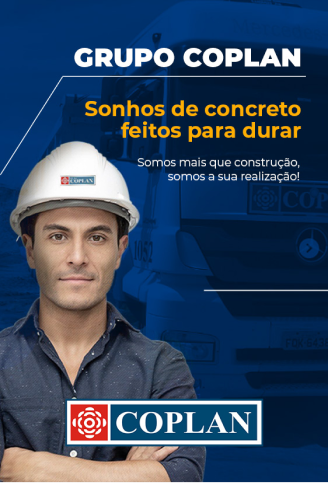 GRUPO COPLAN
Sonhos de concreto
feitos para durar
Somos mais que construção,
somos a sua realização!
COPLAN
COPLAN